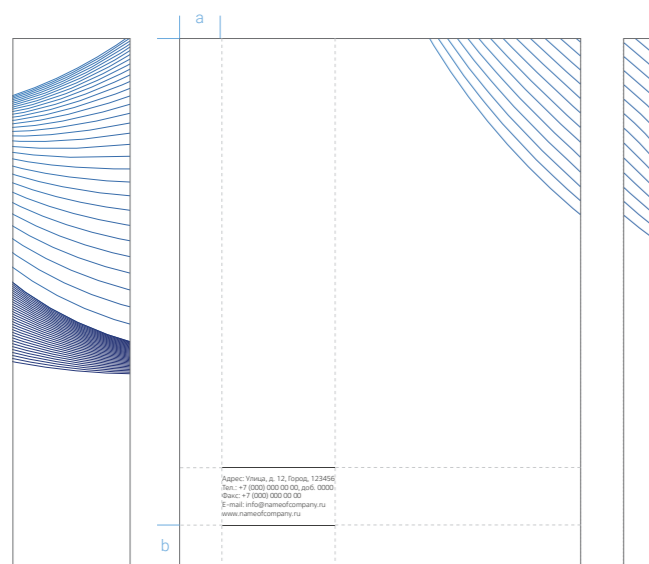 a
Адрес: Улица, д. 12, Город, 123456
Тел.: +7 (000) 000 00 00, доб. 0000
Факс: +7 (000) 000 00 00
E-mail: info@nameofcompany.ru
www.nameofcompany.ru
b